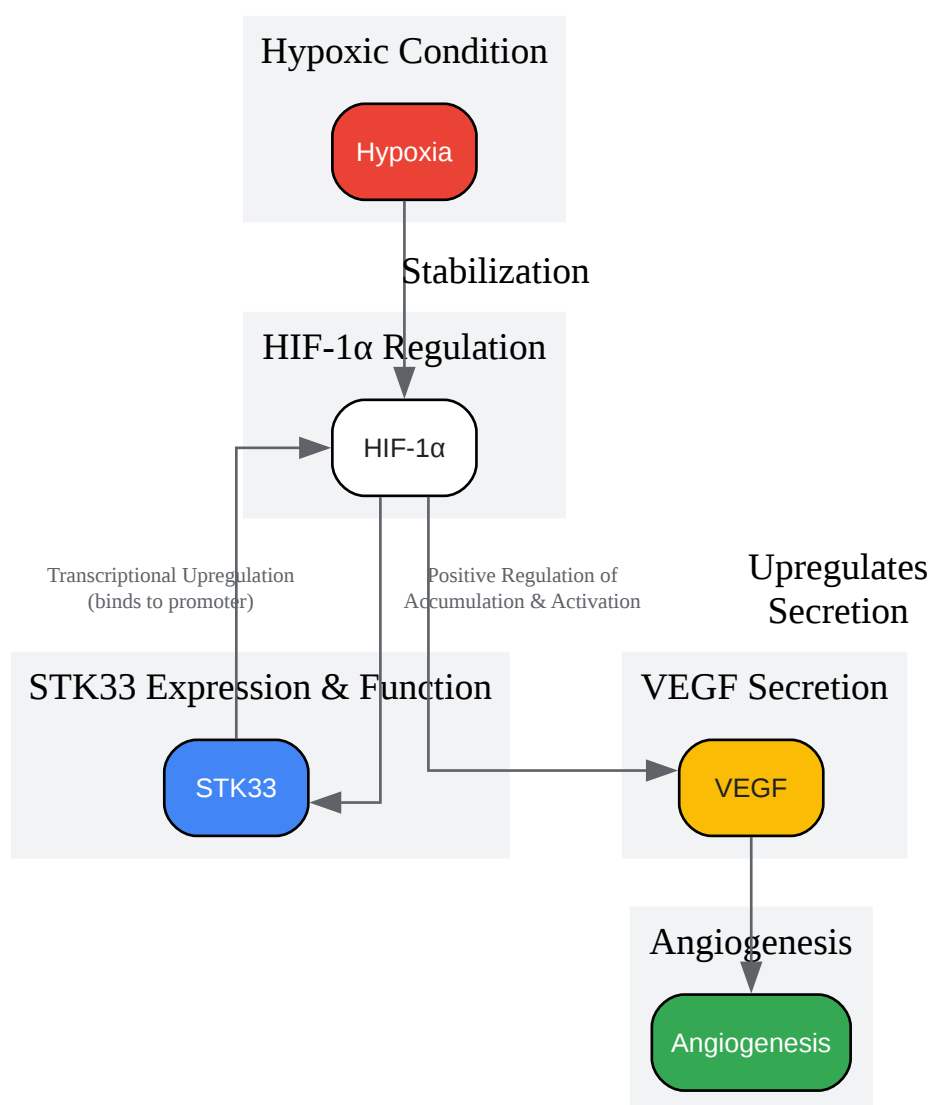 Hypoxic Condition
Hypoxia
Stabilization
HIF-1α Regulation
HIF-1α
Transcriptional Upregulation
(binds to promoter)
Positive Regulation of
Accumulation & Activation
Upregulates
Secretion
STK33 Expression & Function
STK33
VEGF Secretion
VEGF
Angiogenesis
Angiogenesis